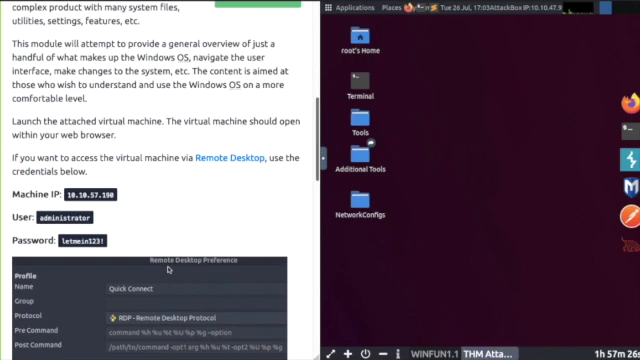 complex product with many system files,
utilities, settings, features, etc.
This module will attempt to provide a general overview of just a
handful of what makes up the Windows OS, navigate the user
interface, make changes to the system, etc. The content is aimed at
those who wish to understand and use the Windows OS on a more
comfortable level.
Launch the attached virtual machine. The virtual machine should open
within your web browser.
If you want to access the virtual machine via Remote Desktop, use the
credentials below.
Machine IP: 10.10.57.190
User: administrator
Password: letmein123!
Remote Desktop Preference
Profile
Name Quick Connect
Group
Protocol RDP - Remote Desktop Protocol
Pre Command command %h %u %t %U %p %g --option
Post Command /path/to/command -opt1 arg %h %u %t -opt2 %U %p %g
Applications Places Tue 26 Jul, 17:03 AttackBox IP:10.10.47.9
root's Home
Terminal
Tools
Additional Tools
NetworkConfigs
WINFUN1.1 THM Atta... 1h 57m 26